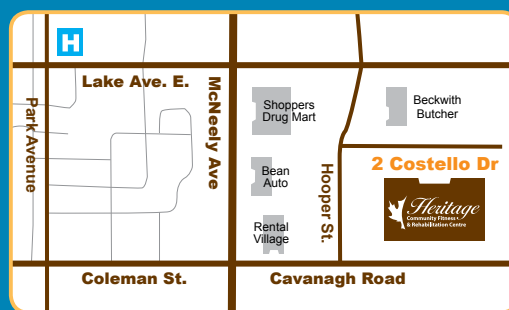 H
Lake Ave. E.
Park Avenue
McNeely Ave
Shoppers
Drug Mart
Beckwith
Butcher
Bean
Auto
Hooper St.
2 Costello Dr
Heritage
Community Fitness
& Rehabilitation Centre
Rental
Village
Coleman St.
Cavanagh Road